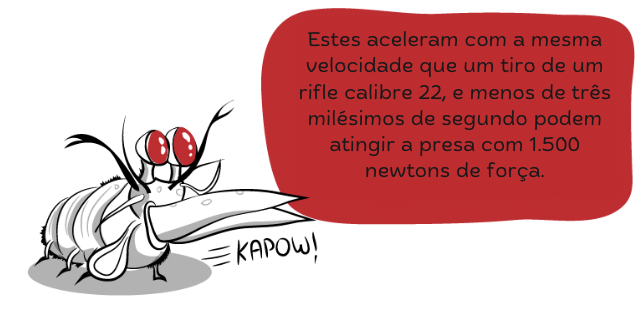 Estes aceleram com a mesma
velocidade que um tiro de um
rifle calibre 22, e menos de três
milésimos de segundo podem
atingir a presa com 1.500
newtons de força.
KAPOW!